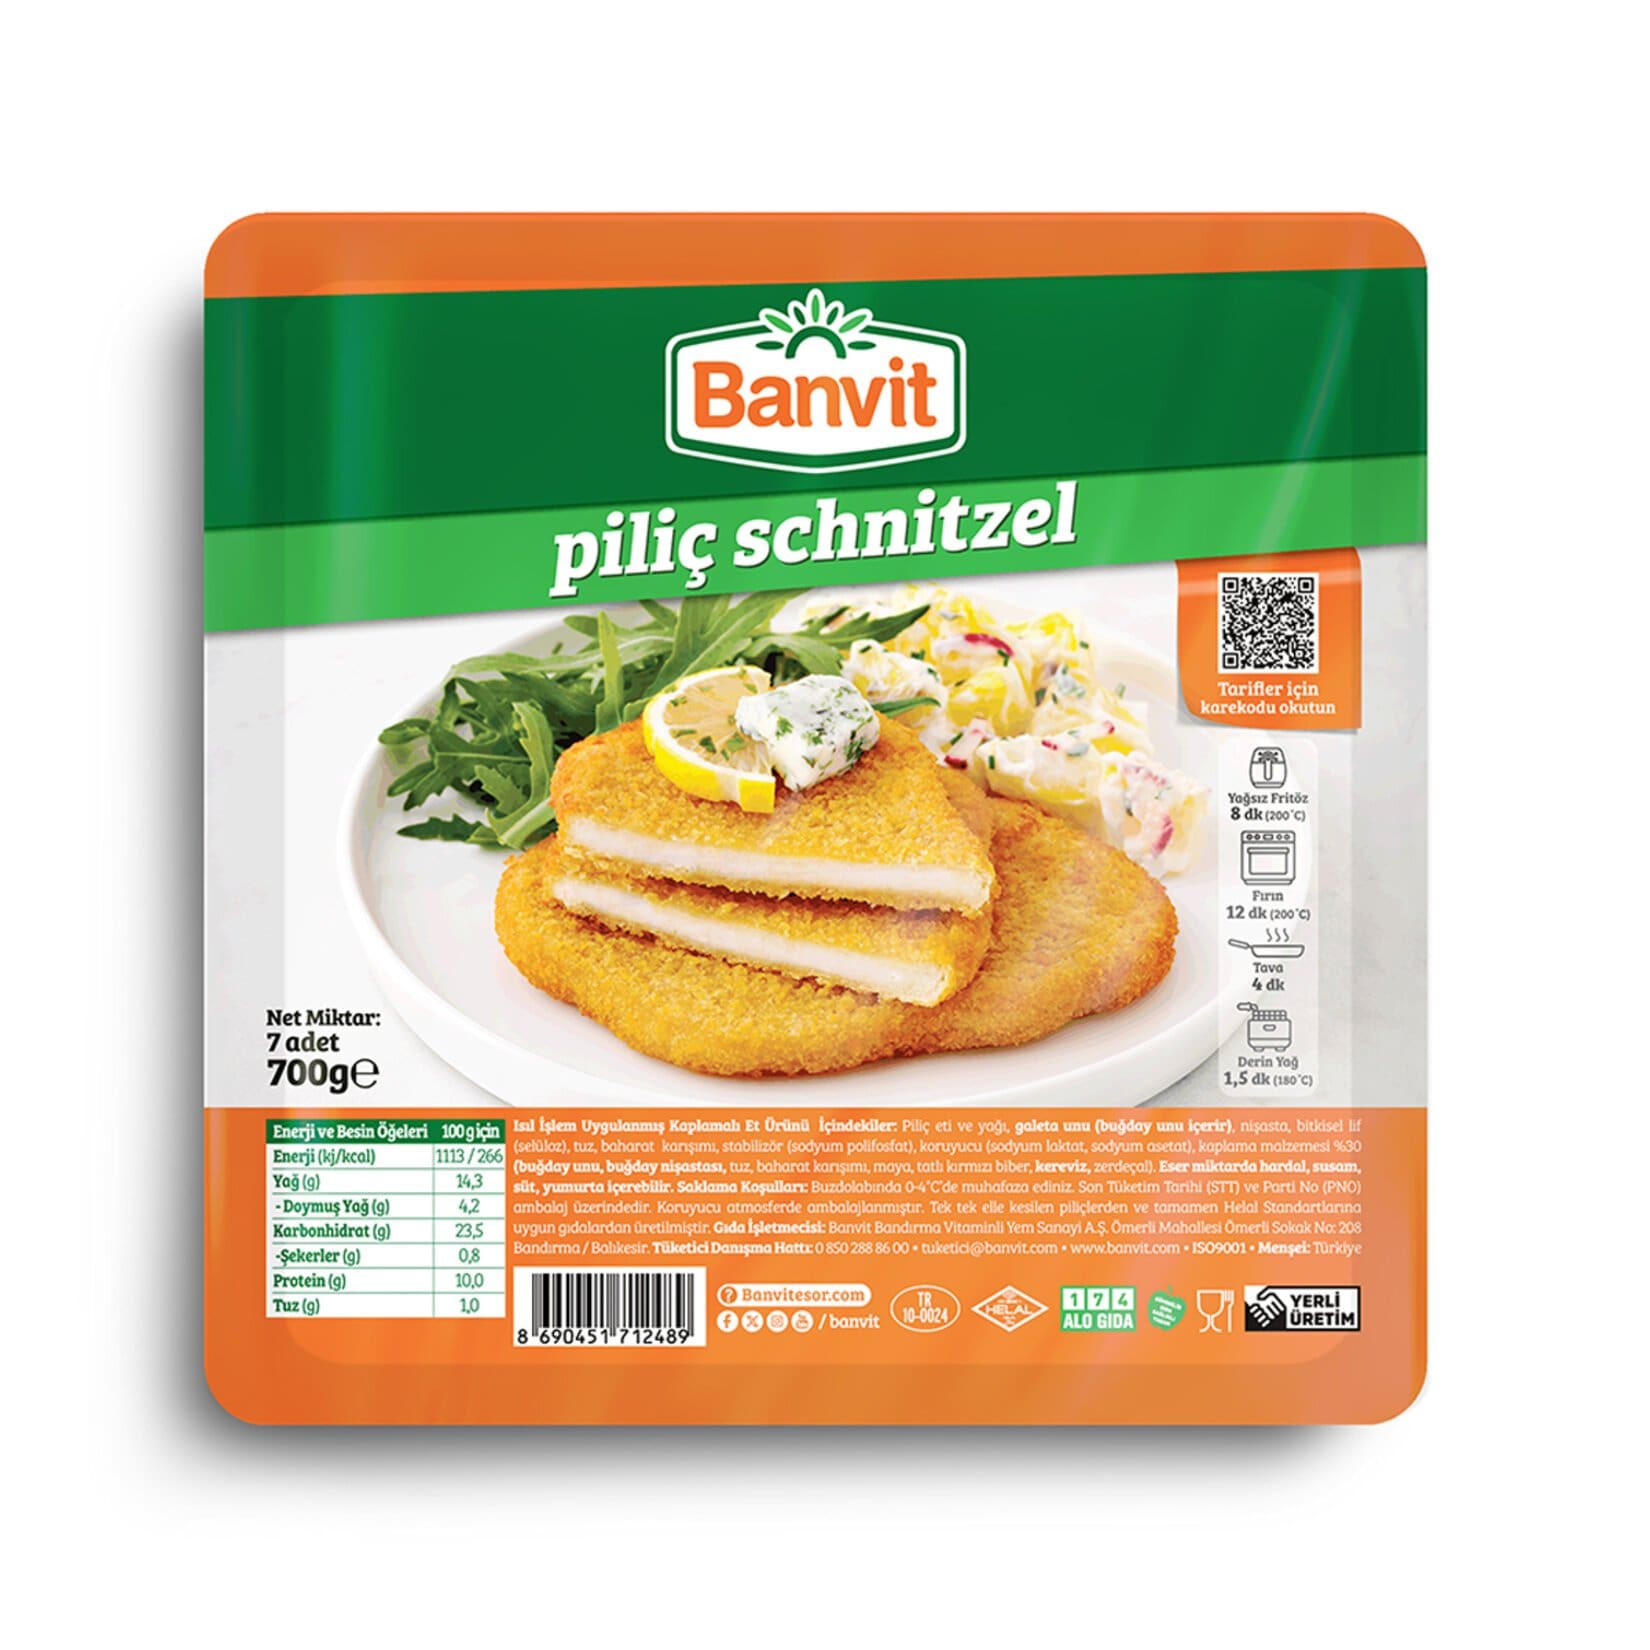 Banvit
piliç schnitzel
Tarifler için
karekodu okutun
Yağsız Fritöz
8 dk (200°C)
Fırın
12 dk (200°C)
Tava
4 dk
Derin Yağ
1,5 dk (180°C)
Net Miktar:
7 adet
700g℮
Enerji ve Besin Öğeleri 100 g için
Enerji (kj/kcal) 1113 / 266
Yağ (g) 14,3
- Doymuş Yağ (g) 4,2
Karbonhidrat (g) 23,5
-Şekerler (g) 0,8
Protein (g) 10,0
Tuz (g) 1,0
Isıl İşlem Uygulanmış Kaplamalı Et Ürünü İçindekiler: Piliç eti ve yağı, galeta unu (buğday unu içerir), nişasta, bitkisel lif
(selüloz), tuz, baharat karışımı, stabilizör (sodyum polifosfat), koruyucu (sodyum laktat, sodyum asetat), kaplama malzemesi %30
(buğday unu, buğday nişastası, tuz, baharat karışımı, maya, tatlı kırmızı biber, kereviz, zerdeçal). Eser miktarda hardal, susam,
süt, yumurta içerebilir. Saklama Koşulları: Buzdolabında 0-4°C'de muhafaza ediniz. Son Tüketim Tarihi (STT) ve Parti No (PNO)
ambalaj üzerindedir. Koruyucu atmosferde ambalajlanmıştır. Tek tek elle kesilen piliçlerden ve tamamen Helal Standartlarına
uygun gıdalardan üretilmiştir. Gıda İşletmecisi: Banvit Bandırma Vitaminli Yem Sanayi A.Ş. Ömerli Mahallesi Ömerli Sokak No: 208
Bandırma / Balıkesir. Tüketici Danışma Hattı: 0 850 288 86 00 • tuketici@banvit.com • www.banvit.com • ISO9001 • Menşei: Türkiye
8 690451 712489
Banvitesor.com
/ banvit
TR
10-0024
HELAL
1 7 4
ALO GIDA
YERLİ
ÜRETİM